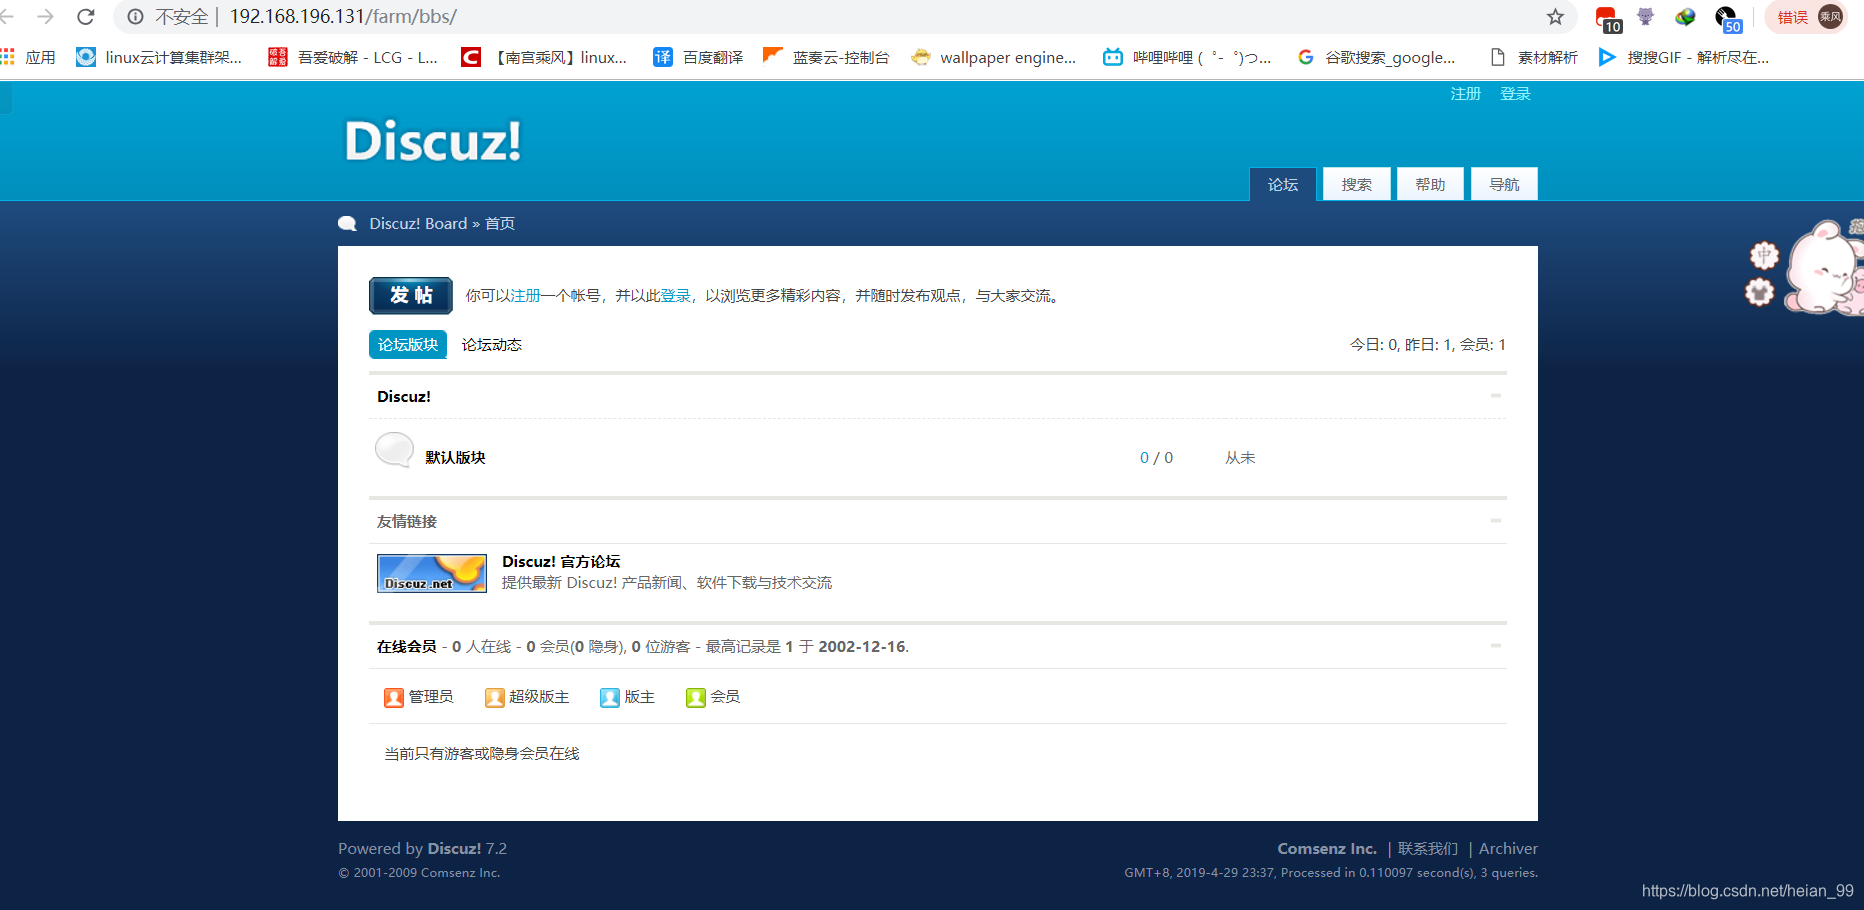 不安全 | 192.168.196.131/farm/bbs/
10
50
错误
乘风
应用
linux云计算集群架...
吾爱破解 - LCG - L...
【南宫乘风】linux...
译
百度翻译
蓝奏云-控制台
wallpaper engine...
哔哩哔哩 (゜-゜)つ...
谷歌搜索_google...
素材解析
搜搜GIF - 解析尽在...
注册 登录
Discuz!
论坛 搜索 帮助 导航
Discuz! Board » 首页
中
发帖 你可以注册一个帐号，并以此登录，以浏览更多精彩内容，并随时发布观点，与大家交流。
论坛版块 论坛动态 今日: 0, 昨日: 1, 会员: 1
Discuz!
默认版块 0 / 0 从未
友情链接
Discuz.net
Discuz! 官方论坛
提供最新 Discuz! 产品新闻、软件下载与技术交流
在线会员 - 0 人在线 - 0 会员(0 隐身), 0 位游客 - 最高记录是 1 于 2002-12-16.
管理员 超级版主 版主 会员
当前只有游客或隐身会员在线
Powered by Discuz! 7.2
Comsenz Inc. | 联系我们 | Archiver
© 2001-2009 Comsenz Inc.
GMT+8, 2019-4-29 23:37, Processed in 0.110097 second(s), 3 queries.
https://blog.csdn.net/heian_99